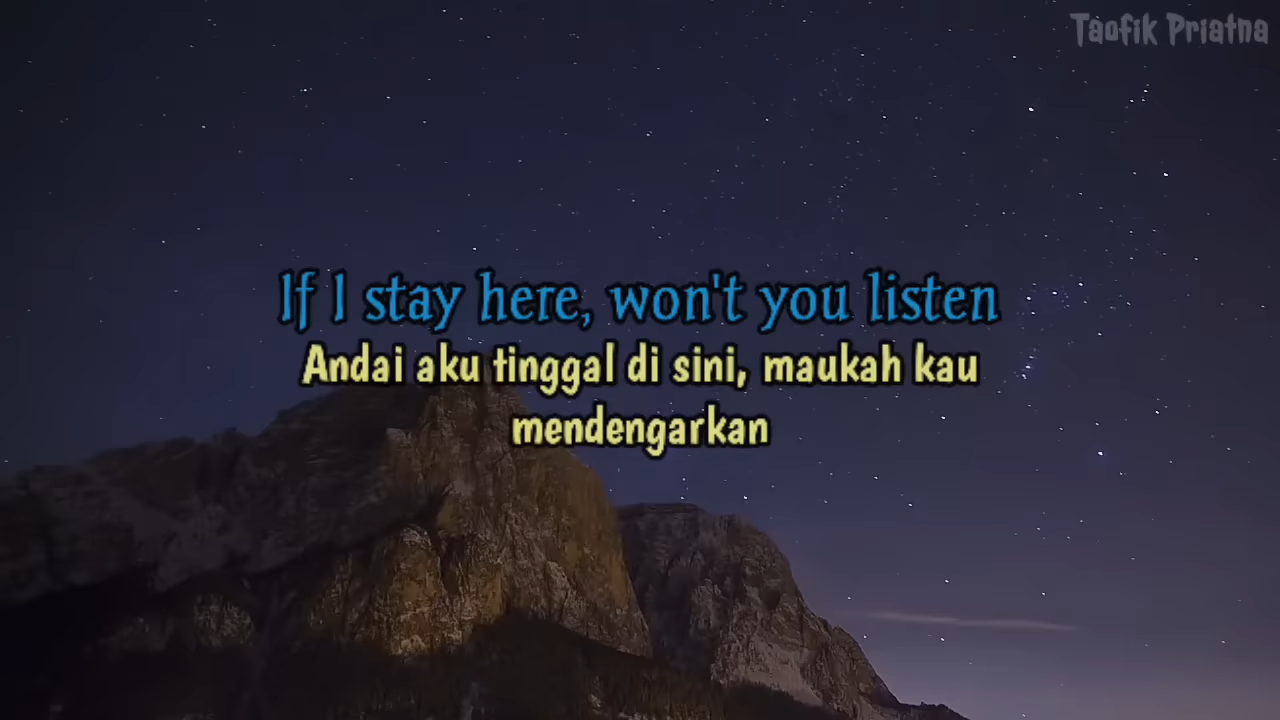 Taofik Priatna
If I stay here, won't you listen
Andai aku tinggal di sini, maukah kau
mendengarkan